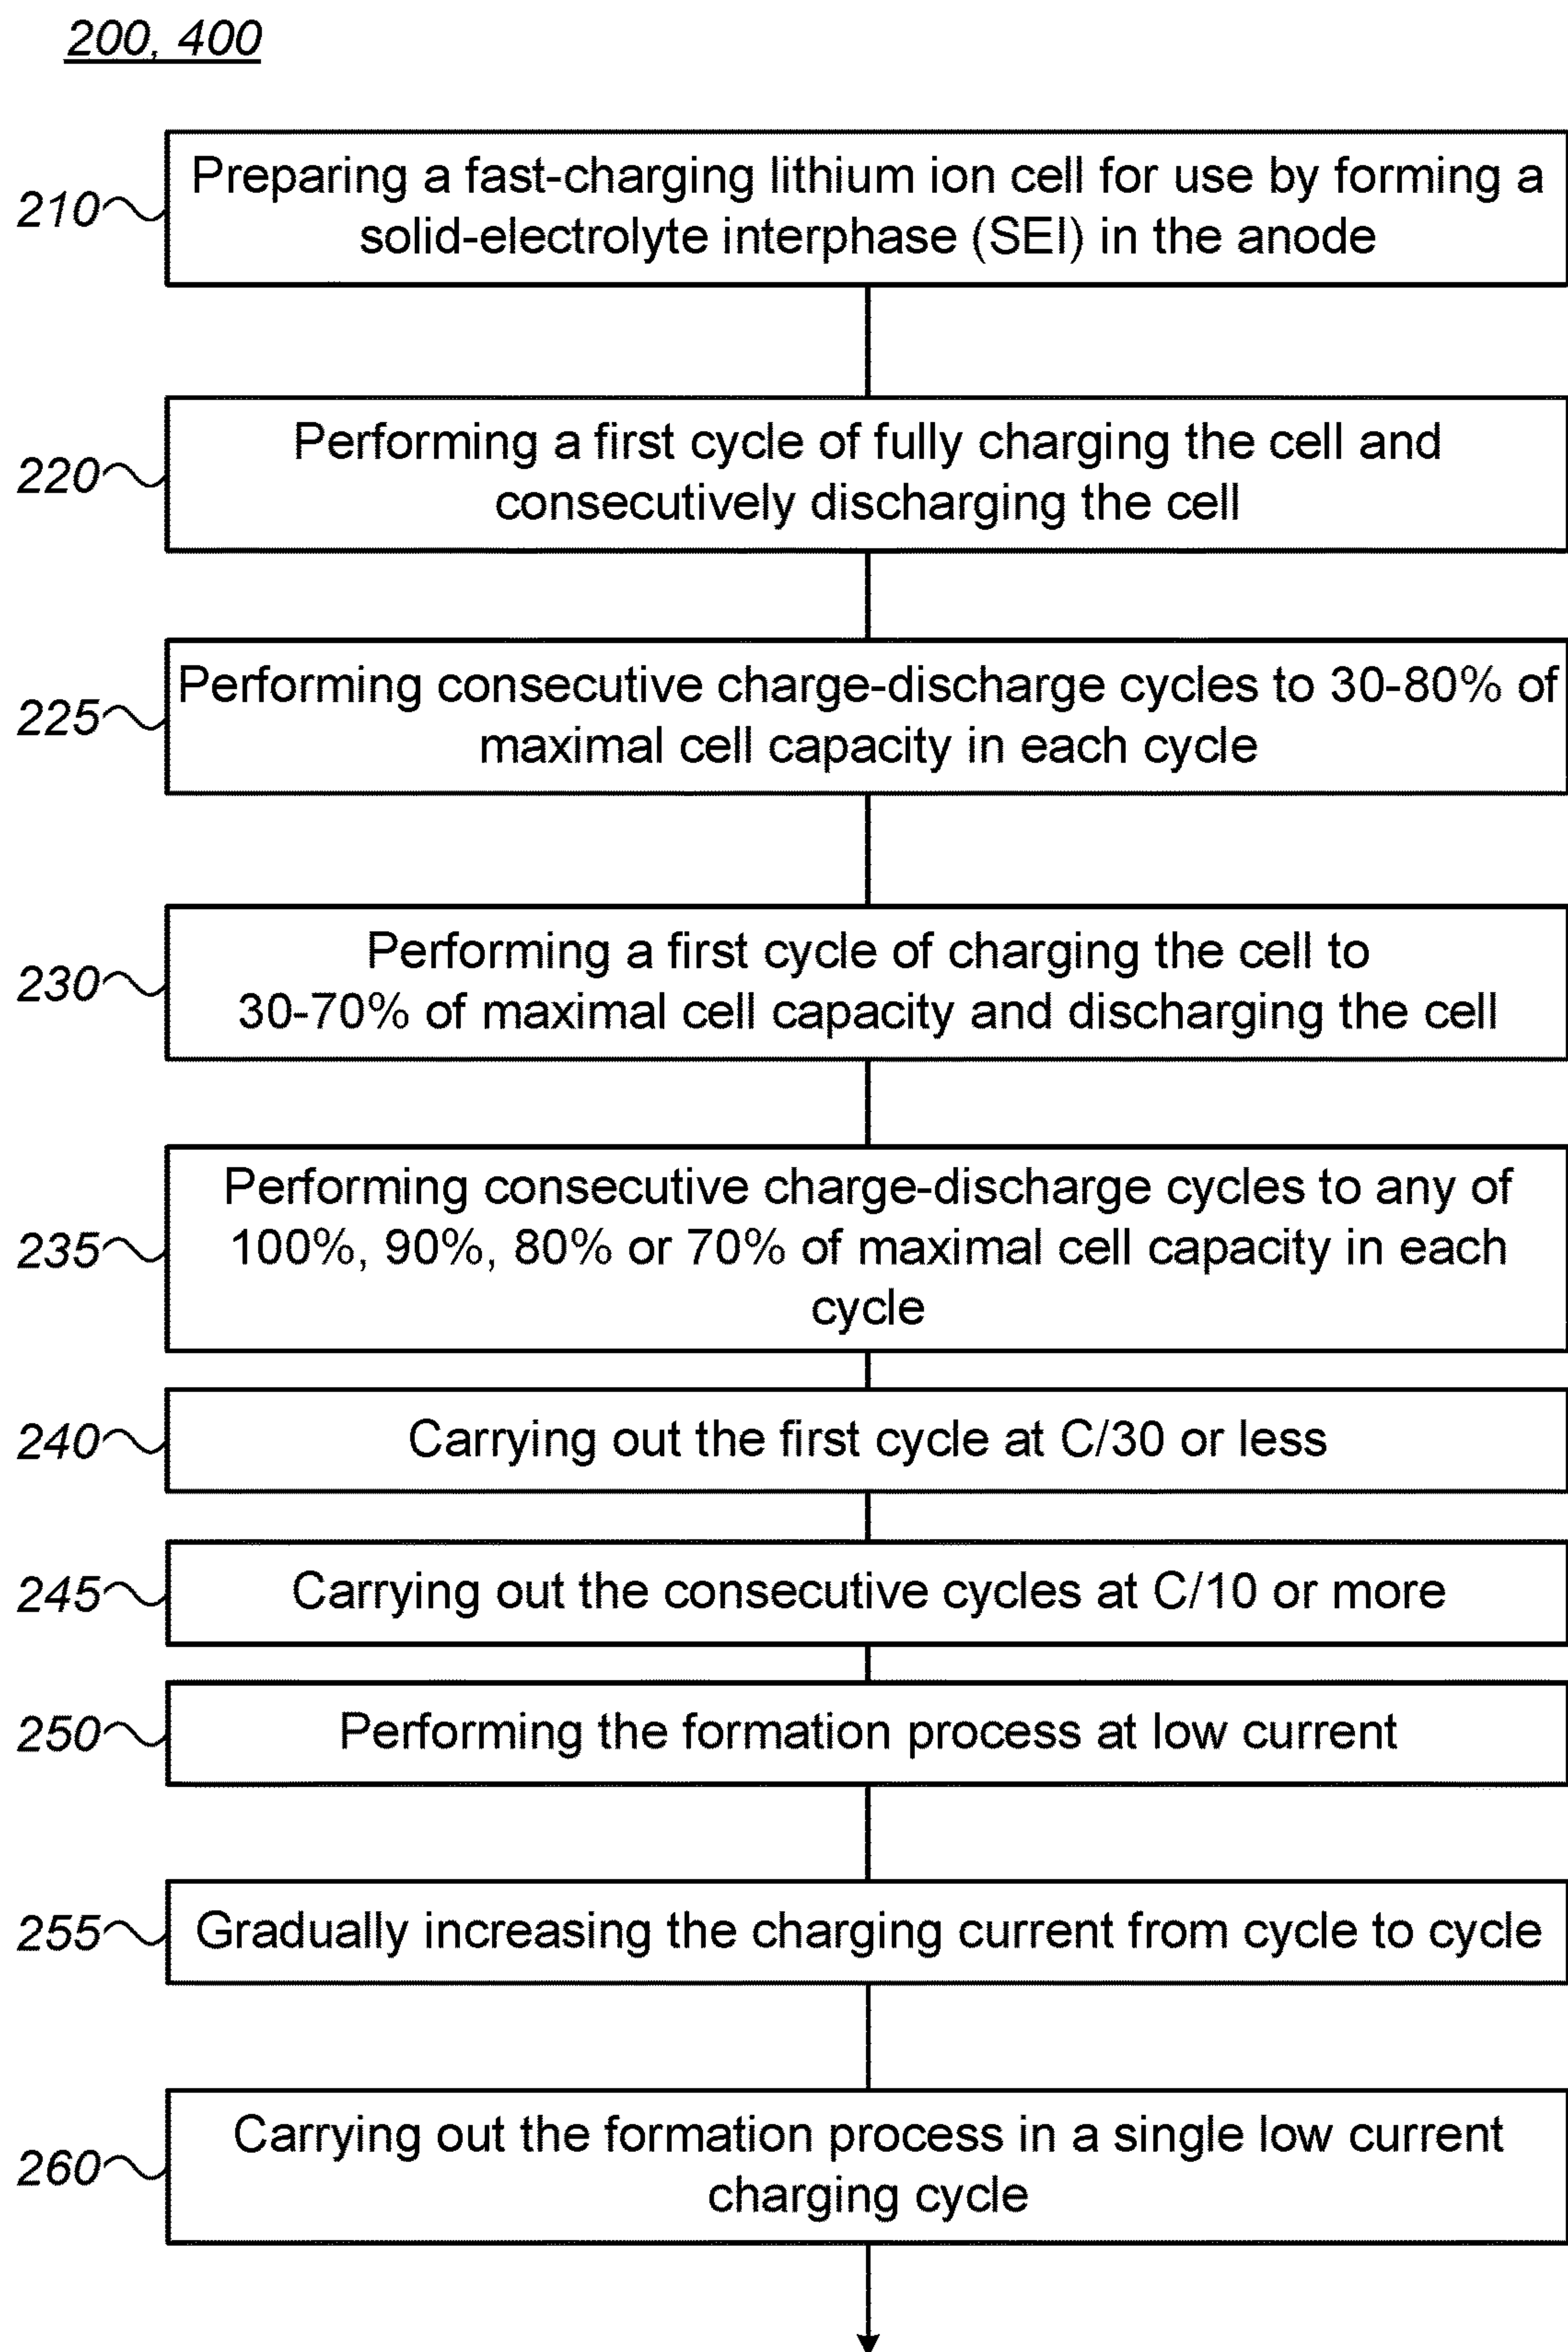 200, 400
210
Preparing a fast-charging lithium ion cell for use by forming a
solid-electrolyte interphase (SEI) in the anode
220
Performing a first cycle of fully charging the cell and
consecutively discharging the cell
225
Performing consecutive charge-discharge cycles to 30-80% of
maximal cell capacity in each cycle
230
Performing a first cycle of charging the cell to
30-70% of maximal cell capacity and discharging the cell
235
Performing consecutive charge-discharge cycles to any of
100%, 90%, 80% or 70% of maximal cell capacity in each
cycle
240
Carrying out the first cycle at C/30 or less
245
Carrying out the consecutive cycles at C/10 or more
250
Performing the formation process at low current
255
Gradually increasing the charging current from cycle to cycle
260
Carrying out the formation process in a single low current
charging cycle